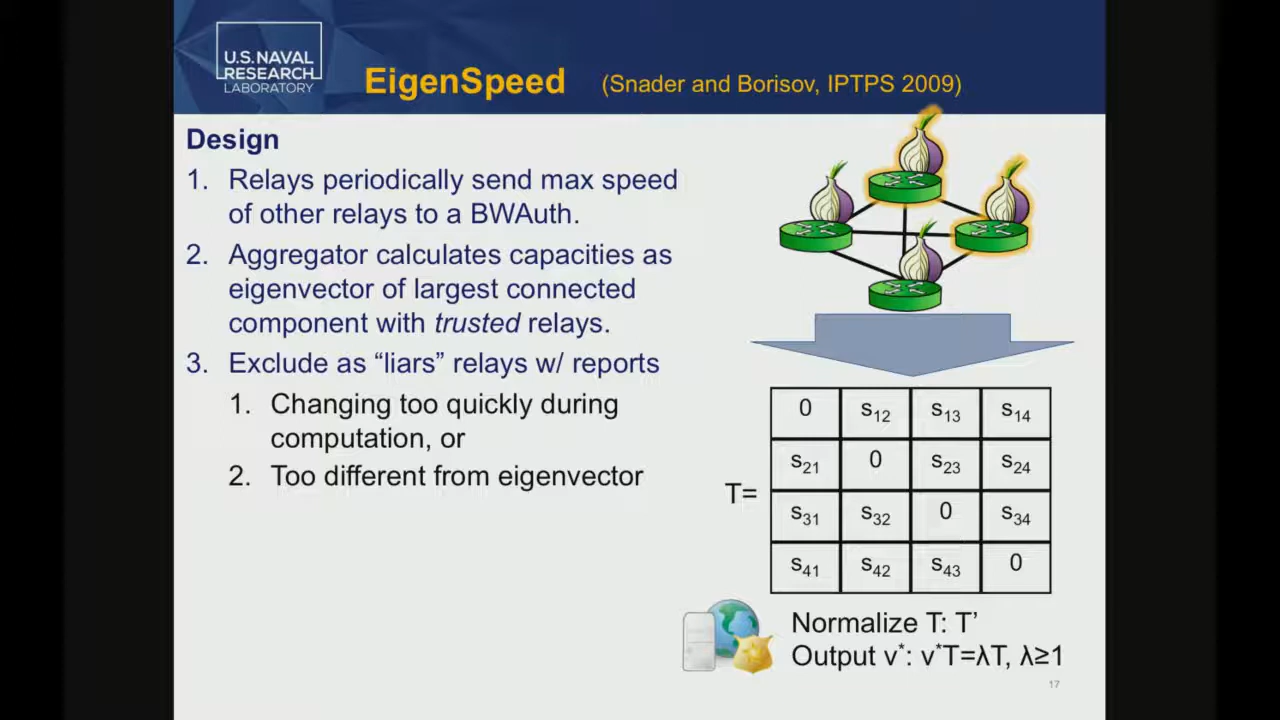 U.S. NAVAL
RESEARCH
LABORATORY
EigenSpeed (Snader and Borisov, IPTPS 2009)
Design
1. Relays periodically send max speed
of other relays to a BWAuth.
2. Aggregator calculates capacities as
eigenvector of largest connected
component with trusted relays.
3. Exclude as “liars” relays w/ reports
1. Changing too quickly during
computation, or
2. Too different from eigenvector
T=
0 s12 s13 s14
s21 0 s23 s24
s31 s32 0 s34
s41 s42 s43 0
Normalize T: T’
Output v*: v*T=λT, λ≥1
17